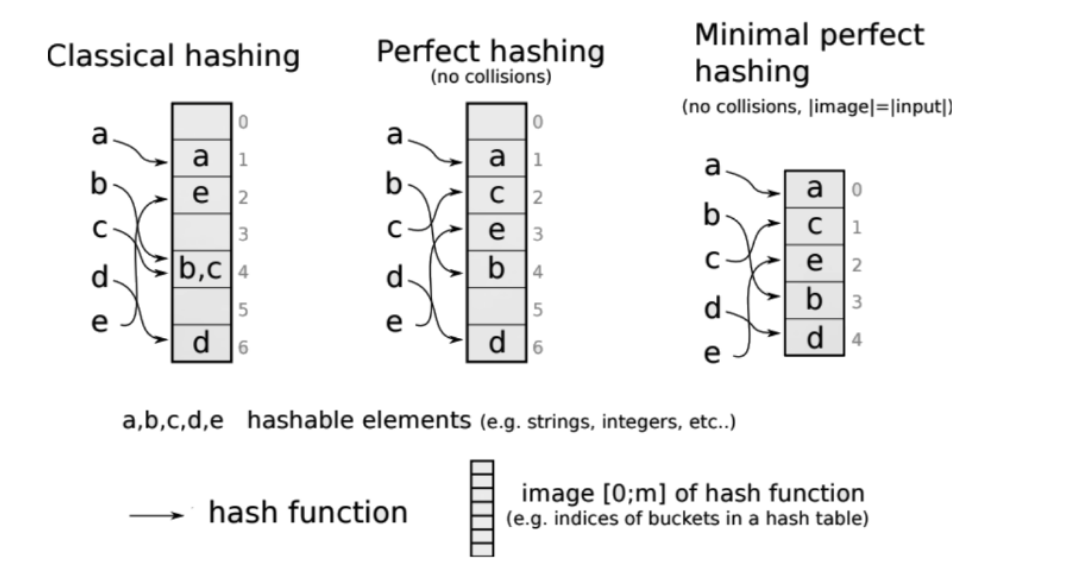 Classical hashing
a
b
c
d
e
a
e
b,c
d
0
1
2
3
4
5
6
Perfect hashing
(no collisions)
a
b
c
d
e
a
c
e
b
d
0
1
2
3
4
5
6
Minimal perfect
hashing
(no collisions, |image|=|input|)
a
b
c
d
e
a
c
e
b
d
0
1
2
3
4
a,b,c,d,e hashable elements (e.g. strings, integers, etc..)
hash function
image [0;m] of hash function
(e.g. indices of buckets in a hash table)